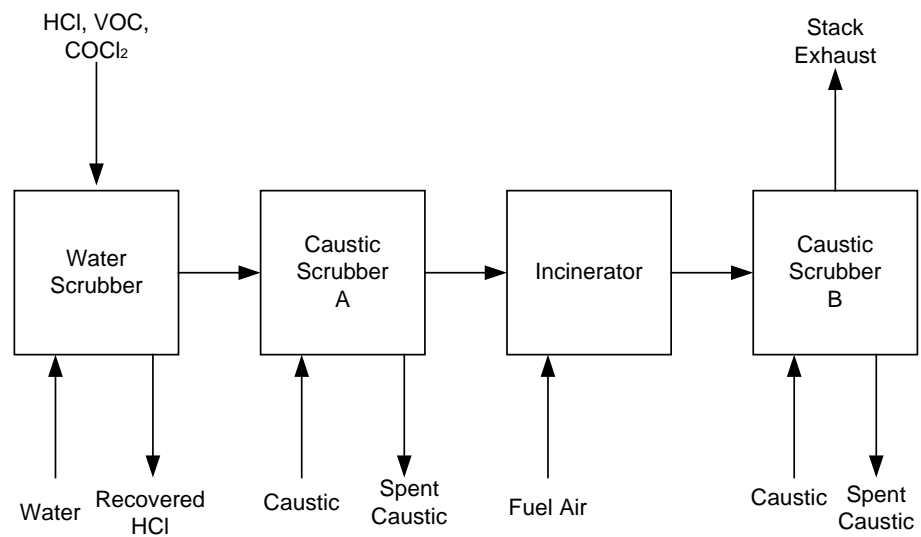 HCl, VOC,
COCl₂
Stack
Exhaust
Water
Scrubber
Caustic
Scrubber
A
Incinerator
Caustic
Scrubber
B
Water
Recovered
HCl
Caustic
Spent
Caustic
Fuel Air
Caustic
Spent
Caustic